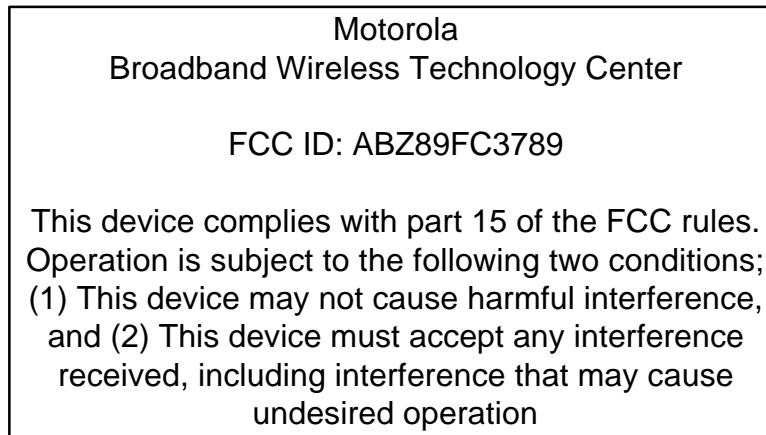 Motorola
Broadband Wireless Technology Center
FCC ID: ABZ89FC3789
This device complies with part 15 of the FCC rules.
Operation is subject to the following two conditions;
(1) This device may not cause harmful interference,
and (2) This device must accept any interference
received, including interference that may cause
undesired operation